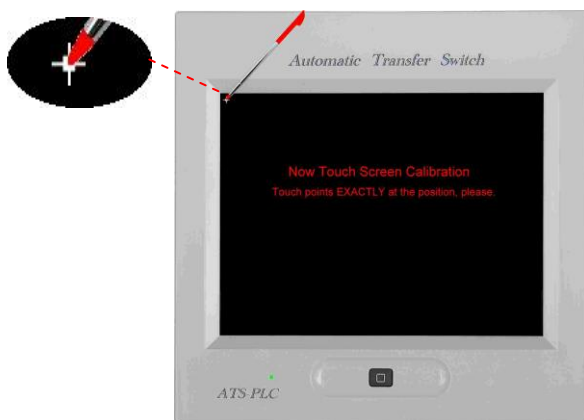 Automatic Transfer Switch
Now Touch Screen Calibration
Touch points EXACTLY at the position, please.
ATS-PLC